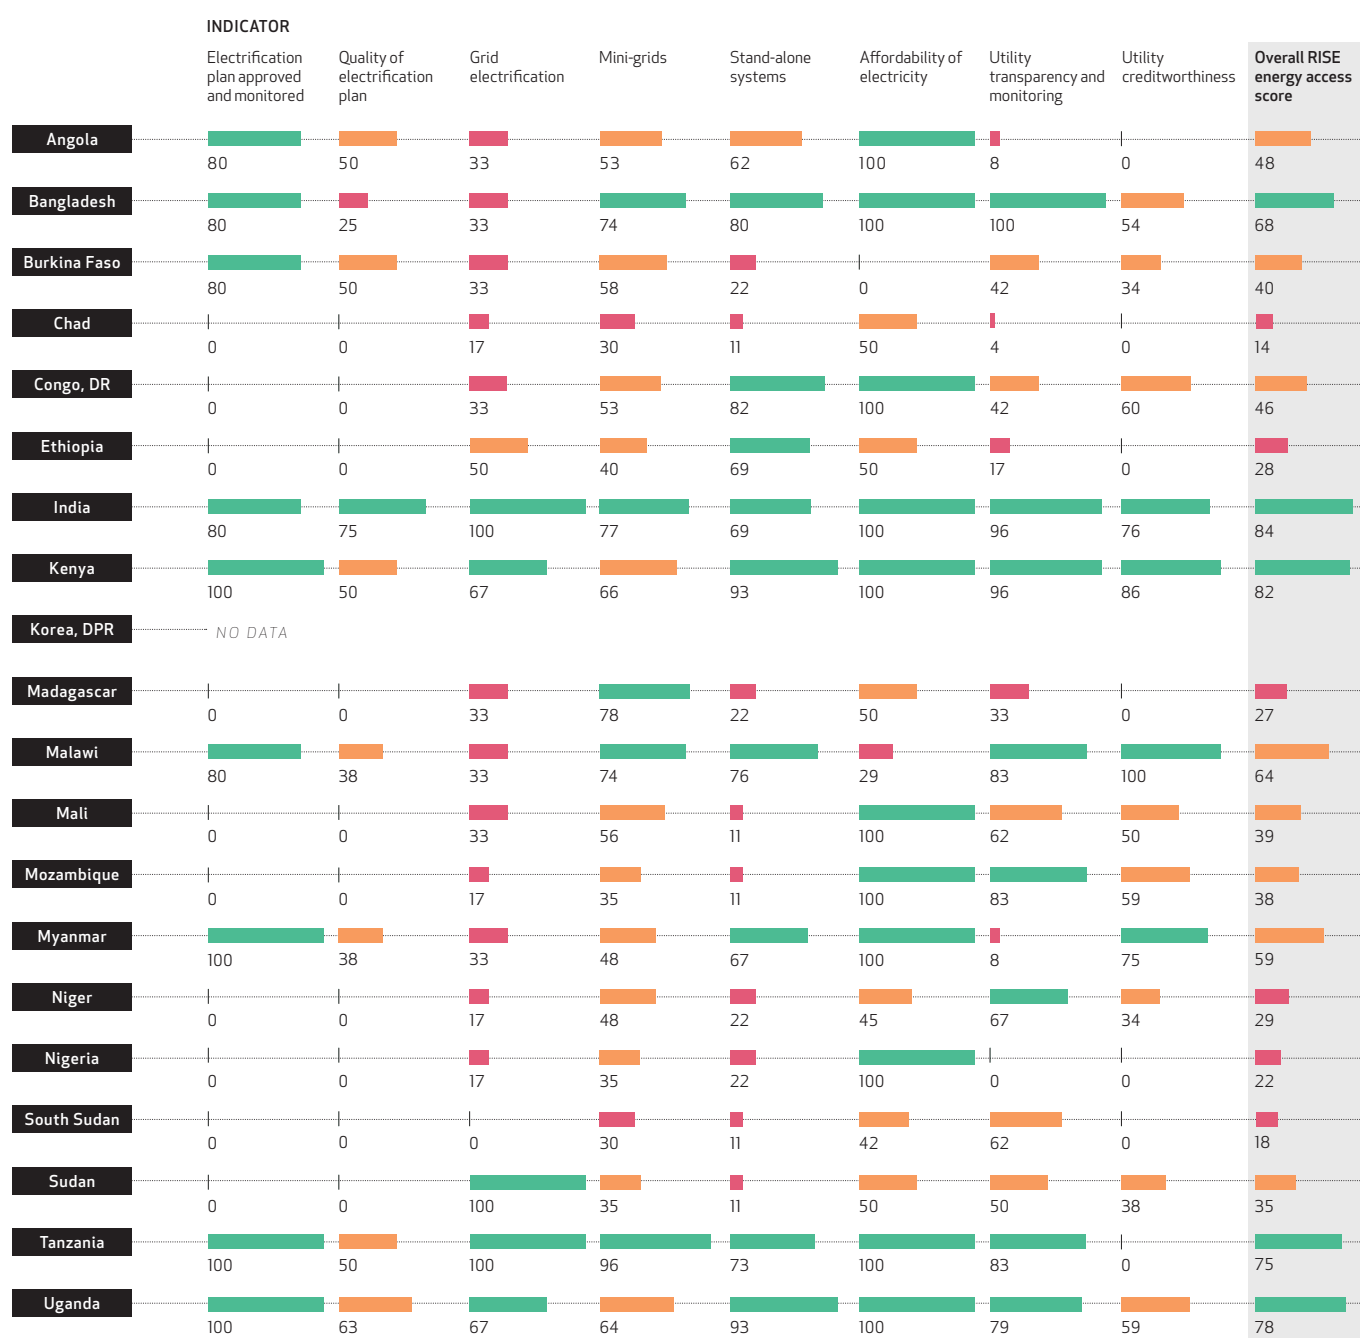 INDICATOR
Electrification
plan approved
and monitored
Quality of
electrification
plan
Grid
electrification
Mini-grids
Stand-alone
systems
Affordability of
electricity
Utility
transparency and
monitoring
Utility
creditworthiness
Overall RISE
energy access
score
Angola
80 50 33 53 62 100 8 0 48
Bangladesh
80 25 33 74 80 100 100 54 68
Burkina Faso
80 50 33 58 22 0 42 34 40
Chad
0 0 17 30 11 50 4 0 14
Congo, DR
0 0 33 53 82 100 42 60 46
Ethiopia
0 0 50 40 69 50 17 0 28
India
80 75 100 77 69 100 96 76 84
Kenya
100 50 67 66 93 100 96 86 82
Korea, DPR
NO DATA
Madagascar
0 0 33 78 22 50 33 0 27
Malawi
80 38 33 74 76 29 83 100 64
Mali
0 0 33 56 11 100 62 50 39
Mozambique
0 0 17 35 11 100 83 59 38
Myanmar
100 38 33 48 67 100 8 75 59
Niger
0 0 17 48 22 45 67 34 29
Nigeria
0 0 17 35 22 100 0 0 22
South Sudan
0 0 0 30 11 42 62 0 18
Sudan
0 0 100 35 11 50 50 38 35
Tanzania
100 50 100 96 73 100 83 0 75
Uganda
100 63 67 64 93 100 79 59 78